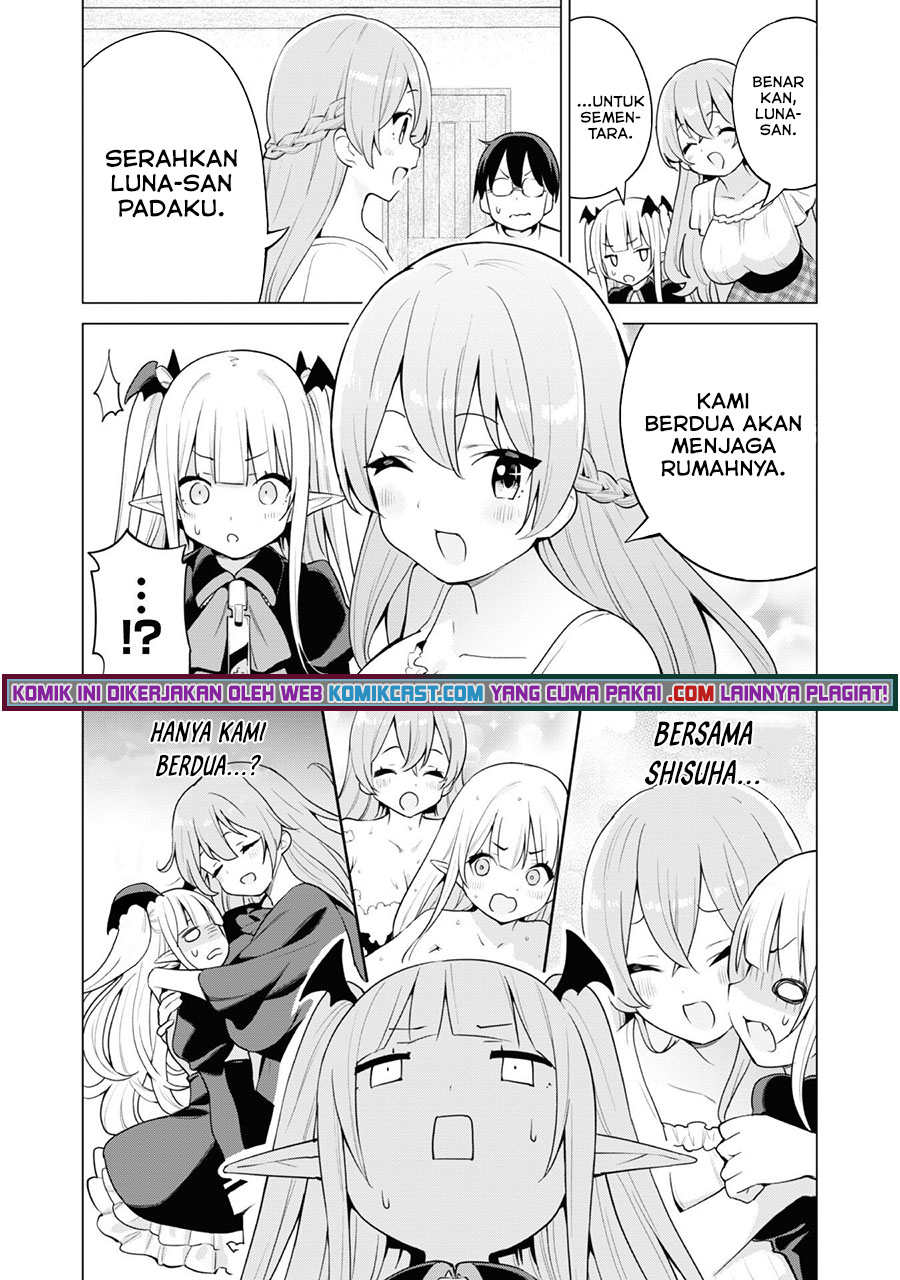 BENAR
KAN,
LUNA-
SAN.
...UNTUK
SEMEN-
TARA.
SERAHKAN
LUNA-SAN
PADAKU.
KAMI
BERDUA AKAN
MENJAGA
RUMAHNYA.
...
!?
KOMIK INI DIKERJAKAN OLEH WEB KOMIKCAST.COM YANG CUMA PAKAI .COM LAINNYA PLAGIAT!
BERSAMA
SHISUHA...
HANYA KAMI
BERDUA...?